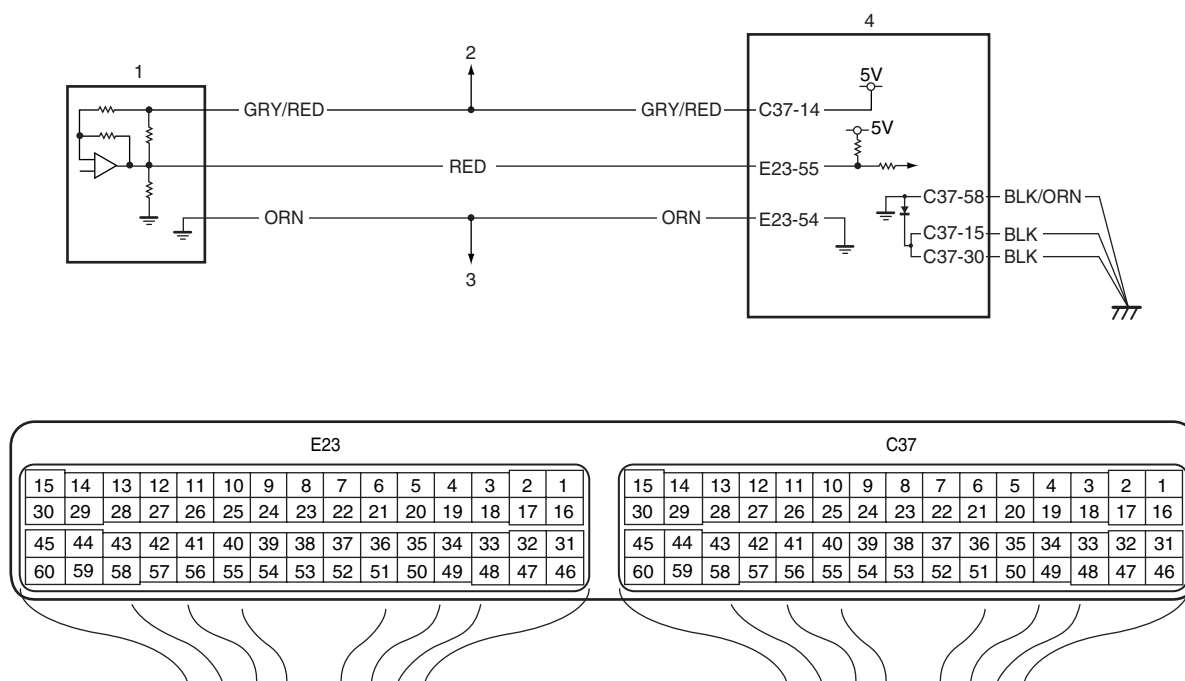 4
2
1
5V
GRY/RED GRY/RED C37-14
5V
RED E23-55
C37-58 BLK/ORN
ORN ORN E23-54
C37-15 BLK
C37-30 BLK
3
E23 C37
15 14 13 12 11 10 9 8 7 6 5 4 3 2 1 15 14 13 12 11 10 9 8 7 6 5 4 3 2 1
30 29 28 27 26 25 24 23 22 21 20 19 18 17 16 30 29 28 27 26 25 24 23 22 21 20 19 18 17 16
45 44 43 42 41 40 39 38 37 36 35 34 33 32 31 45 44 43 42 41 40 39 38 37 36 35 34 33 32 31
60 59 58 57 56 55 54 53 52 51 50 49 48 47 46 60 59 58 57 56 55 54 53 52 51 50 49 48 47 46